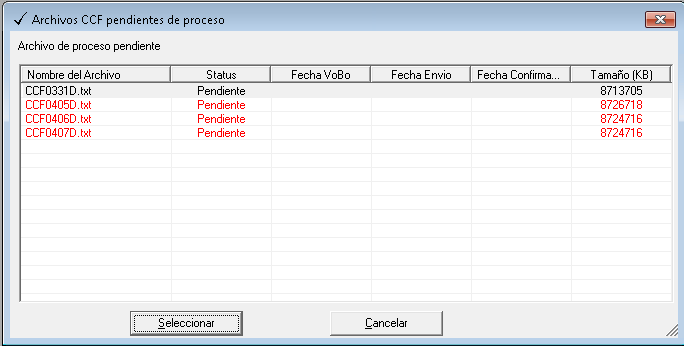 Archivos CCF pendientes de proceso
Archivo de proceso pendiente
Nombre del Archivo Status Fecha VoBo Fecha Envio Fecha Confirma... Tamaño (KB)
CCF0331D.txt Pendiente 8713705
CCF0405D.txt Pendiente 8726718
CCF0406D.txt Pendiente 8724716
CCF0407D.txt Pendiente 8724716
Seleccionar Cancelar